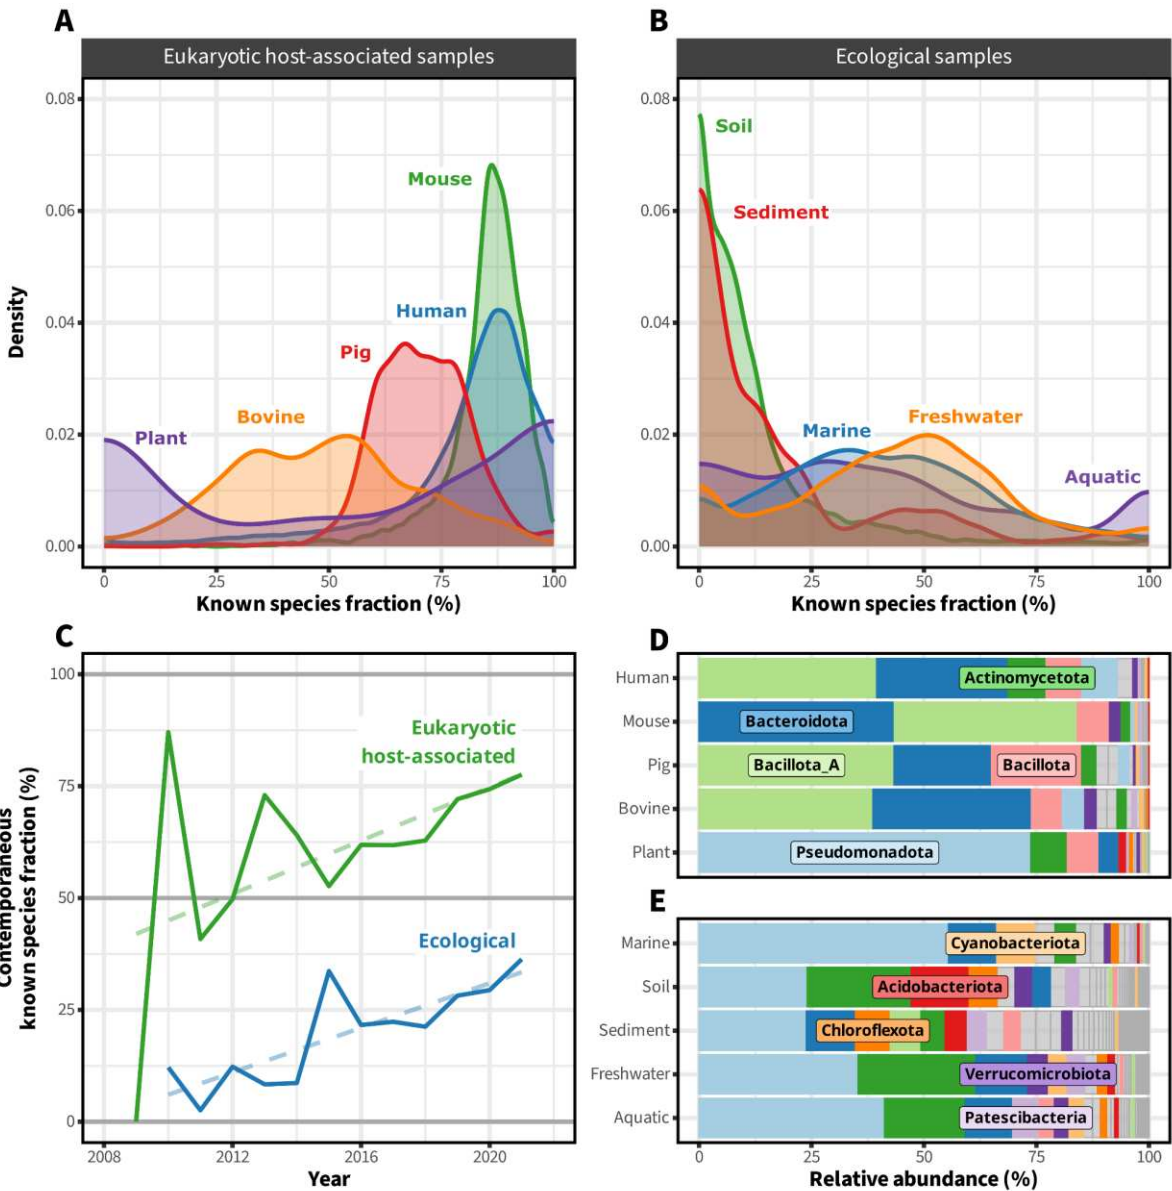 A
Eukaryotic host-associated samples
0.08
0.06
0.04
0.02
0.00
Density
Mouse
Human
Pig
Bovine
Plant
0
25
50
75
100
Known species fraction (%)
B
Ecological samples
0.08
0.06
0.04
0.02
0.00
Soil
Sediment
Marine
Freshwater
Aquatic
0
25
50
75
100
Known species fraction (%)
C
Contemporaneous
known species fraction (%)
100
75
50
25
0
Eukaryotic
host-associated
Ecological
2008
2012
2016
2020
Year
D
Human
Actinomycetota
Mouse
Bacteroidota
Pig
Bacillota_A
Bacillota
Bovine
Plant
Pseudomonadota
E
Marine
Cyanobacteriota
Soil
Acidobacteriota
Sediment
Chloroflexota
Freshwater
Verrucomicrobiota
Aquatic
Patescibacteria
0
25
50
75
100
Relative abundance (%)